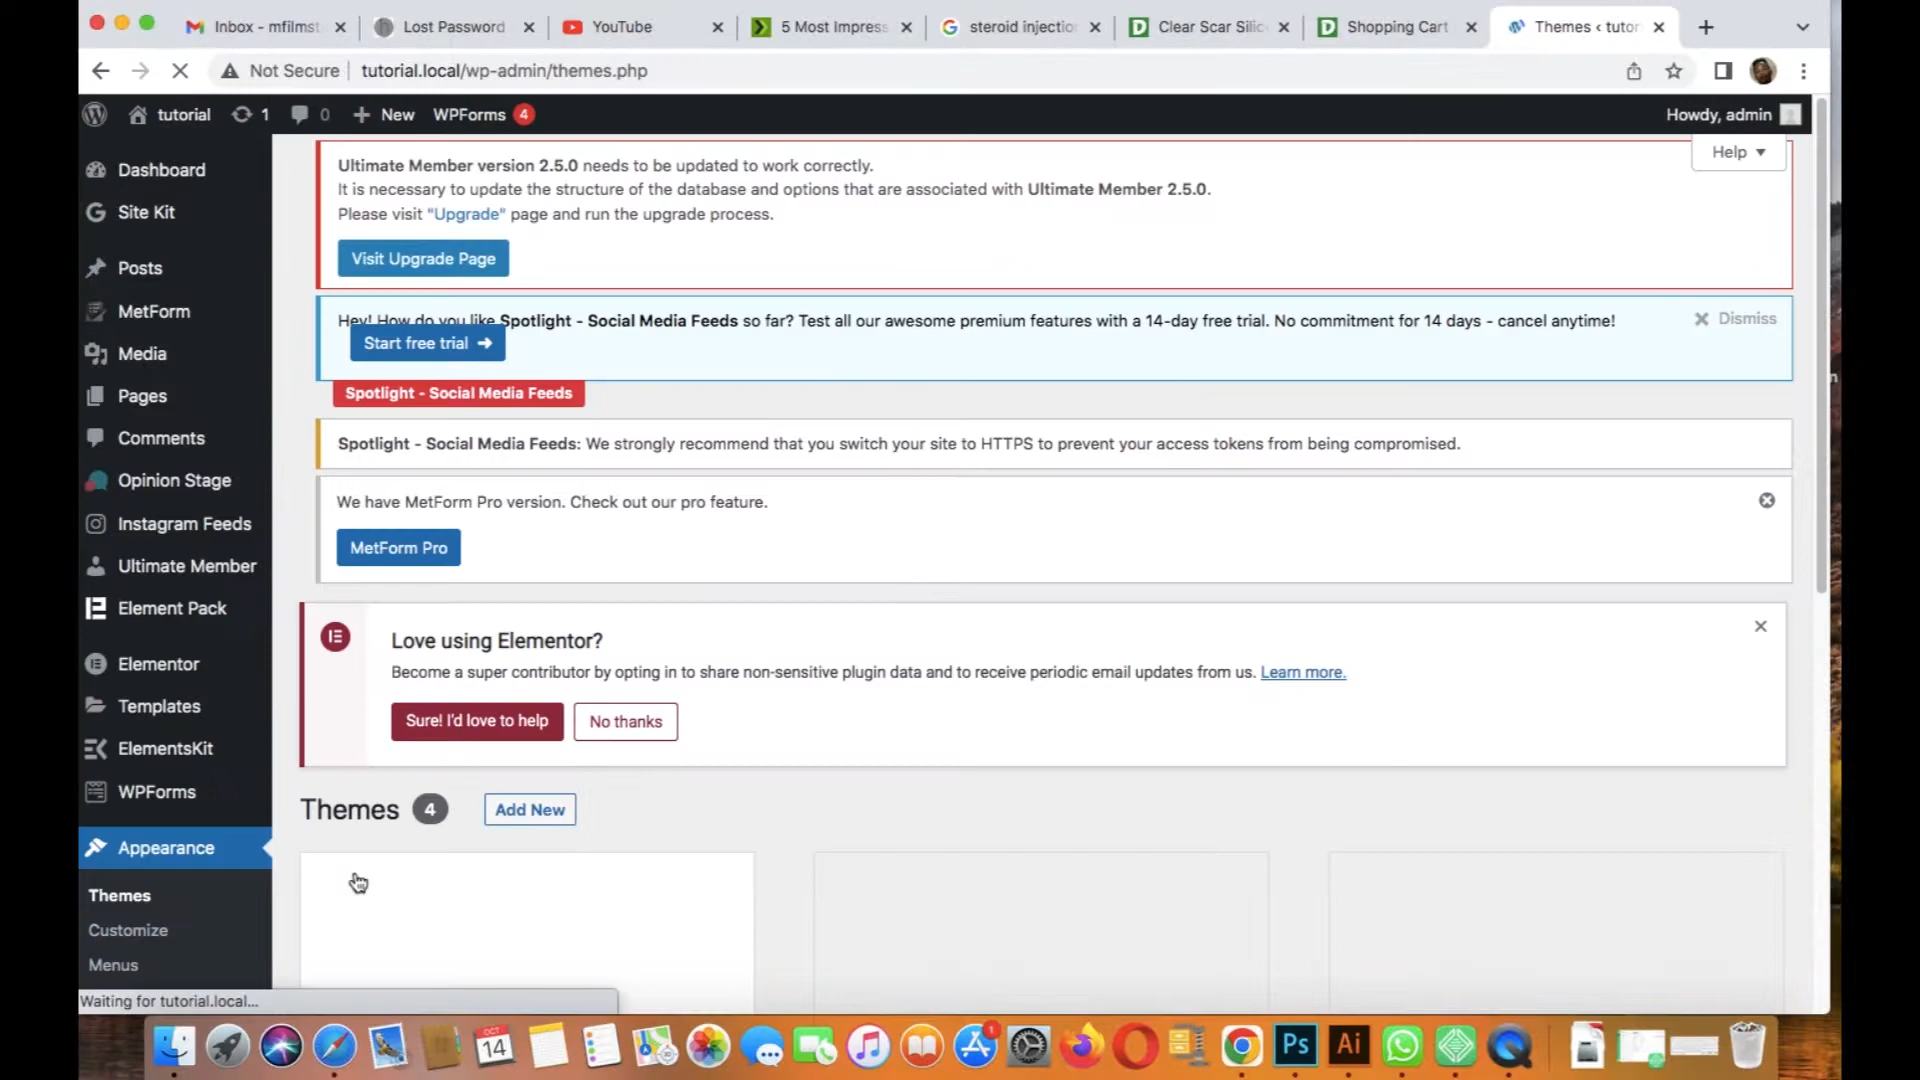 Inbox - mfilmst
Lost Password
YouTube
5 Most Impress
steroid injectio
Clear Scar Silic
Shopping Cart
Themes ‹ tutor
Not Secure
tutorial.local/wp-admin/themes.php
tutorial
1
0
New
WPForms 4
Howdy, admin
Help
Dashboard
Site Kit
Posts
MetForm
Media
Pages
Comments
Opinion Stage
Instagram Feeds
Ultimate Member
Element Pack
Elementor
Templates
ElementsKit
WPForms
Appearance
Themes
Customize
Menus
Ultimate Member version 2.5.0 needs to be updated to work correctly.
It is necessary to update the structure of the database and options that are associated with Ultimate Member 2.5.0.
Please visit "Upgrade" page and run the upgrade process.
Visit Upgrade Page
Hey! How do you like Spotlight - Social Media Feeds so far? Test all our awesome premium features with a 14-day free trial. No commitment for 14 days - cancel anytime!
Dismiss
Start free trial ➜
Spotlight - Social Media Feeds
Spotlight - Social Media Feeds: We strongly recommend that you switch your site to HTTPS to prevent your access tokens from being compromised.
We have MetForm Pro version. Check out our pro feature.
MetForm Pro
Love using Elementor?
Become a super contributor by opting in to share non-sensitive plugin data and to receive periodic email updates from us. Learn more.
Sure! I'd love to help
No thanks
Themes 4
Add New
Waiting for tutorial.local...
OCT
14
1
Ps
Ai